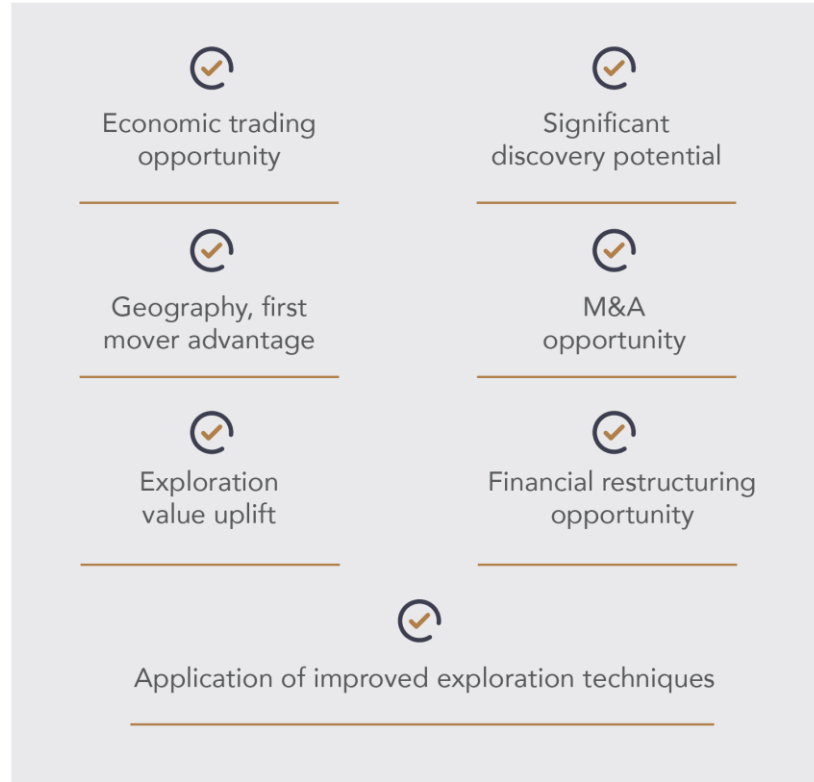 Economic trading
opportunity
Significant
discovery potential
Geography, first
mover advantage
M&A
opportunity
Exploration
value uplift
Financial restructuring
opportunity
Application of improved exploration techniques